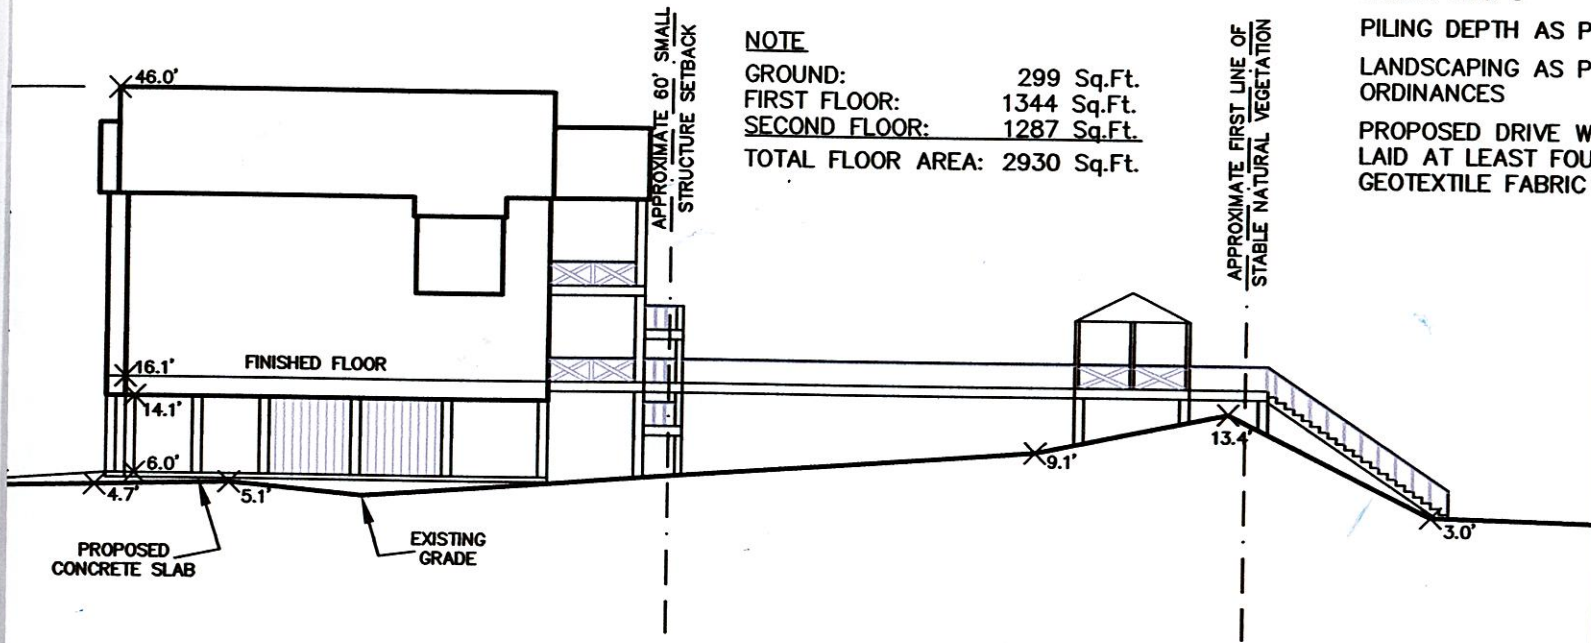 46.0'
APPROXIMATE 60' SMALL
STRUCTURE SETBACK
NOTE
GROUND: 299 Sq.Ft.
FIRST FLOOR: 1344 Sq.Ft.
SECOND FLOOR: 1287 Sq.Ft.
TOTAL FLOOR AREA: 2930 Sq.Ft.
APPROXIMATE FIRST LINE OF
STABLE NATURAL VEGETATION
PILING DEPTH AS P
LANDSCAPING AS P
ORDINANCES
PROPOSED DRIVE W
LAID AT LEAST FOU
GEOTEXTILE FABRIC
16.1'
FINISHED FLOOR
14.1'
6.0'
4.7'
5.1'
9.1'
13.4'
3.0'
PROPOSED
CONCRETE SLAB
EXISTING
GRADE